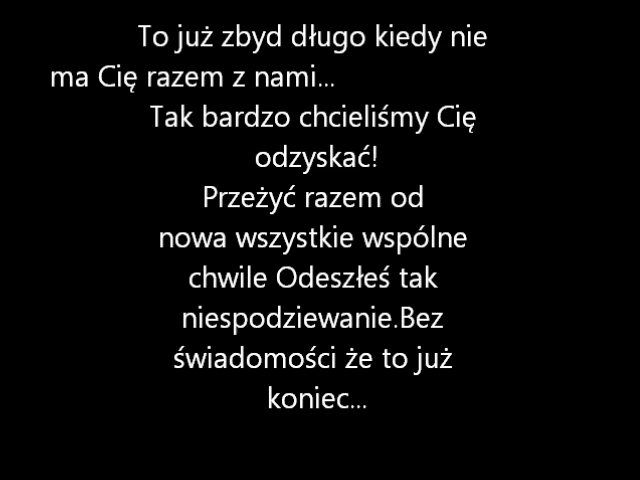 To już zbyd długo kiedy nie
ma Cię razem z nami...
Tak bardzo chcieliśmy Cię
odzyskać!
Przeżyć razem od
nowa wszystkie wspólne
chwile Odeszłeś tak
niespodziewanie.Bez
świadomości że to już
koniec...